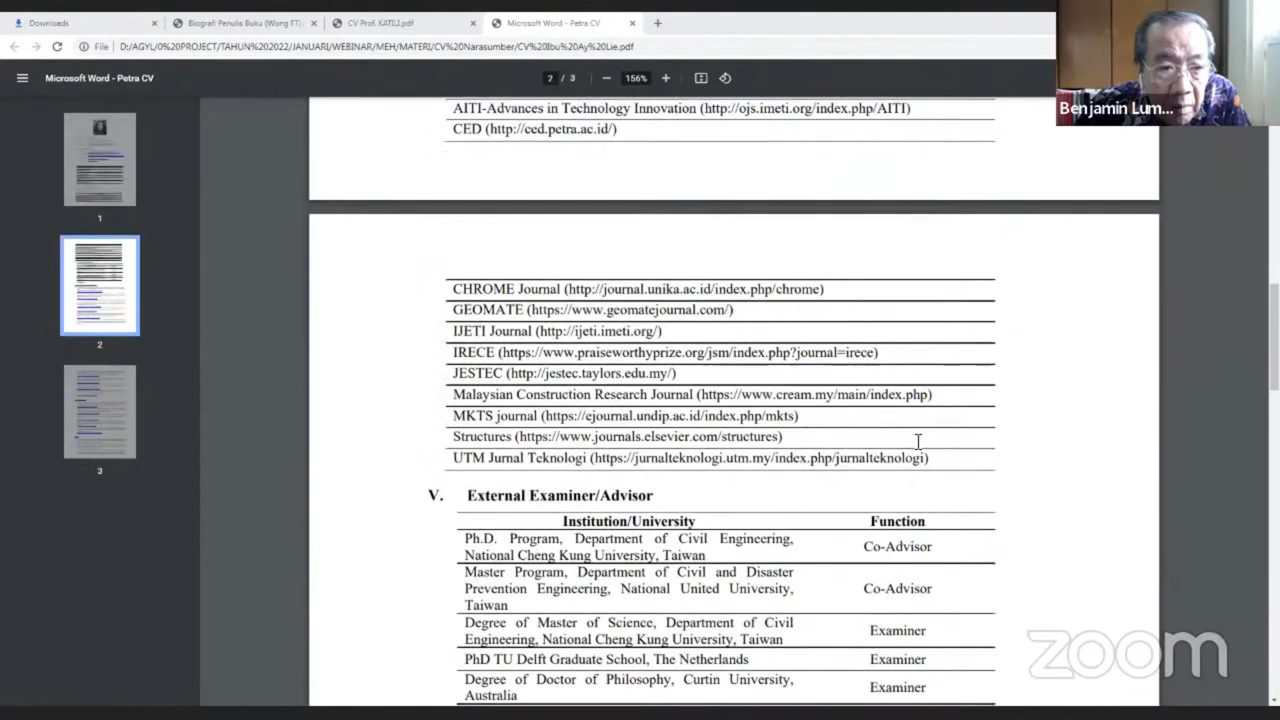 Downloads
Biografi Penulis Buku (Wong FT)
CV Prof. KATILI.pdf
Microsoft Word - Petra CV
File
D:/AGYL/0%20PROJECT/TAHUN%202022/JANUARI/WEBINAR/MEH/MATERI/CV%20Narasumber/CV%20Ibu%20Ay%20Lie.pdf
Microsoft Word - Petra CV
2 / 3
156%
Benjamin Lum...
1
2
3
AITI-Advances in Technology Innovation (http://ojs.imeti.org/index.php/AITI)
CED (http://ced.petra.ac.id/)
CHROME Journal (http://journal.unika.ac.id/index.php/chrome)
GEOMATE (https://www.geomatejournal.com/)
IJETI Journal (http://ijeti.imeti.org/)
IRECE (https://www.praiseworthyprize.org/jsm/index.php?journal=irece)
JESTEC (http://jestec.taylors.edu.my/)
Malaysian Construction Research Journal (https://www.cream.my/main/index.php)
MKTS journal (https://ejournal.undip.ac.id/index.php/mkts)
Structures (https://www.journals.elsevier.com/structures)
UTM Jurnal Teknologi (https://jurnalteknologi.utm.my/index.php/jurnalteknologi)
V. External Examiner/Advisor
Institution/University Function
Ph.D. Program, Department of Civil Engineering,
National Cheng Kung University, Taiwan
Co-Advisor
Master Program, Department of Civil and Disaster
Prevention Engineering, National United University,
Taiwan
Co-Advisor
Degree of Master of Science, Department of Civil
Engineering, National Cheng Kung University, Taiwan
Examiner
PhD TU Delft Graduate School, The Netherlands Examiner
Degree of Doctor of Philosophy, Curtin University,
Australia
Examiner
zoom